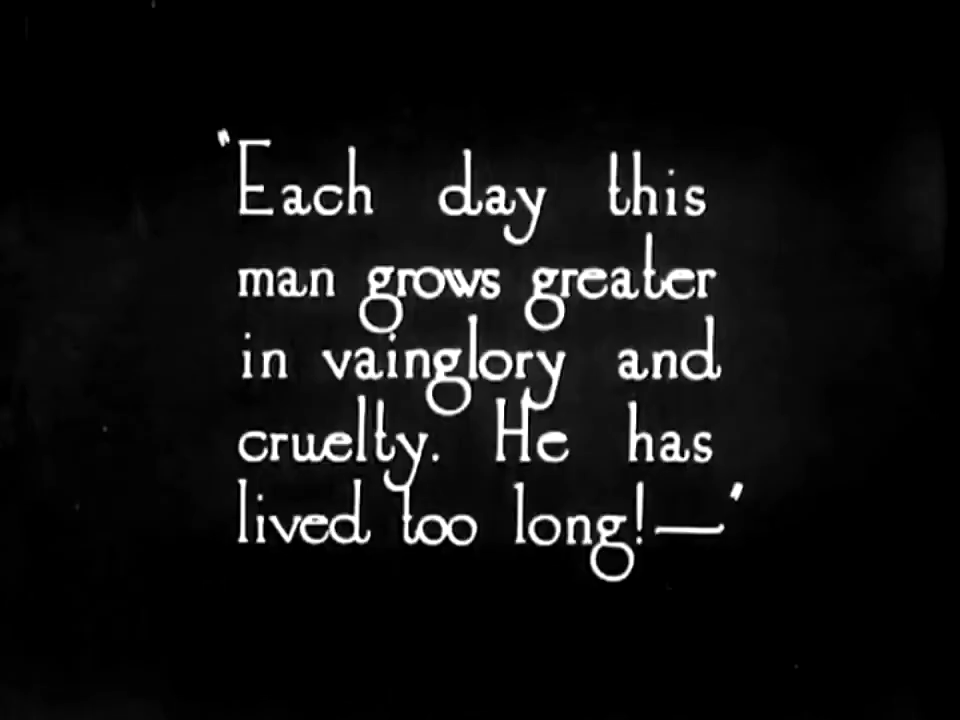 "Each day this
man grows greater
in vainglory and
cruelty. He has
lived too long!—"